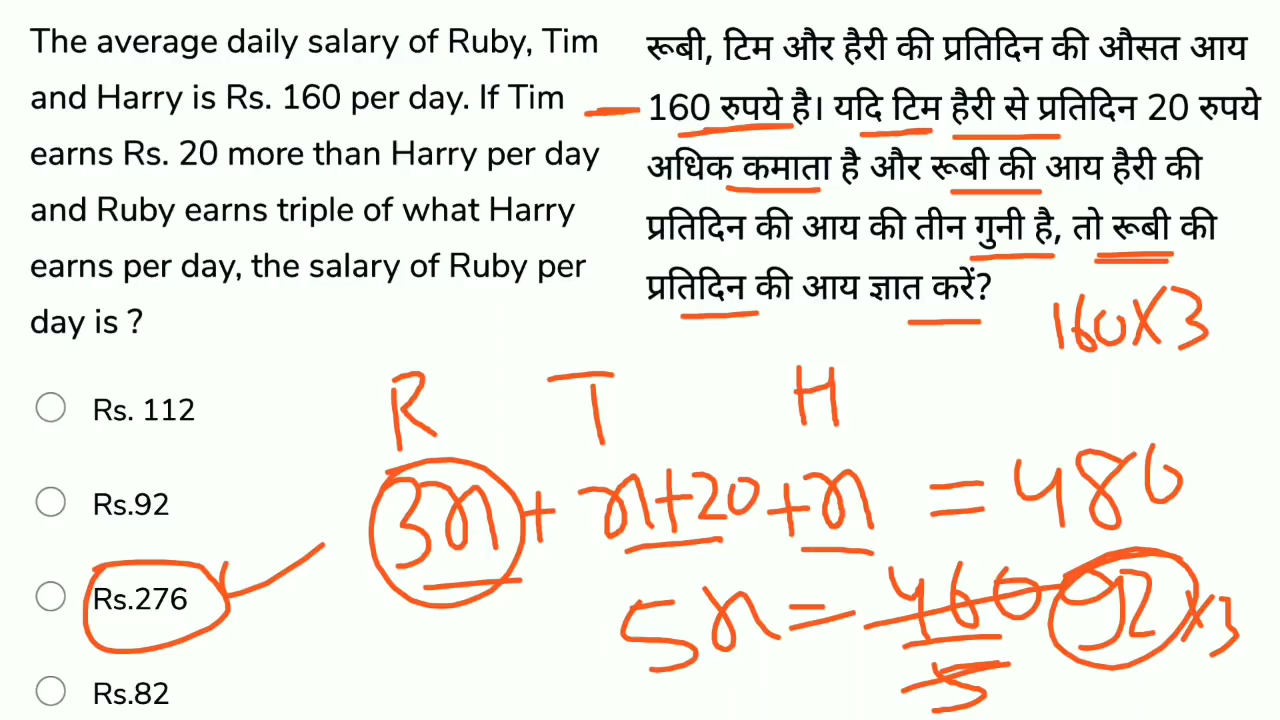 The average daily salary of Ruby, Tim
and Harry is Rs. 160 per day. If Tim
earns Rs. 20 more than Harry per day
and Ruby earns triple of what Harry
earns per day, the salary of Ruby per
day is ?
Rs. 112
Rs.92
Rs.276
Rs.82
रूबी, टिम और हैरी की प्रतिदिन की औसत आय
160 रुपये है। यदि टिम हैरी से प्रतिदिन 20 रुपये
अधिक कमाता है और रूबी की आय हैरी की
प्रतिदिन की आय की तीन गुनी है, तो रूबी की
प्रतिदिन की आय ज्ञात करें?
160×3
R T H
3x + x+20 + x = 480
5x = 460 92×3
5